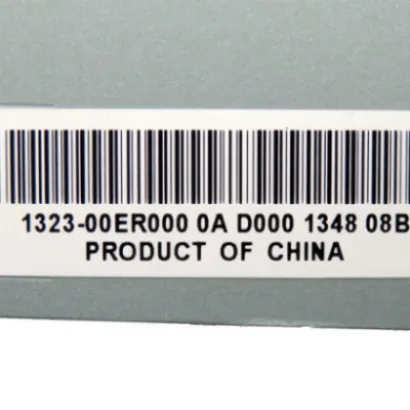 1323-00ER000 0A D000 1348 08B
PRODUCT OF CHINA